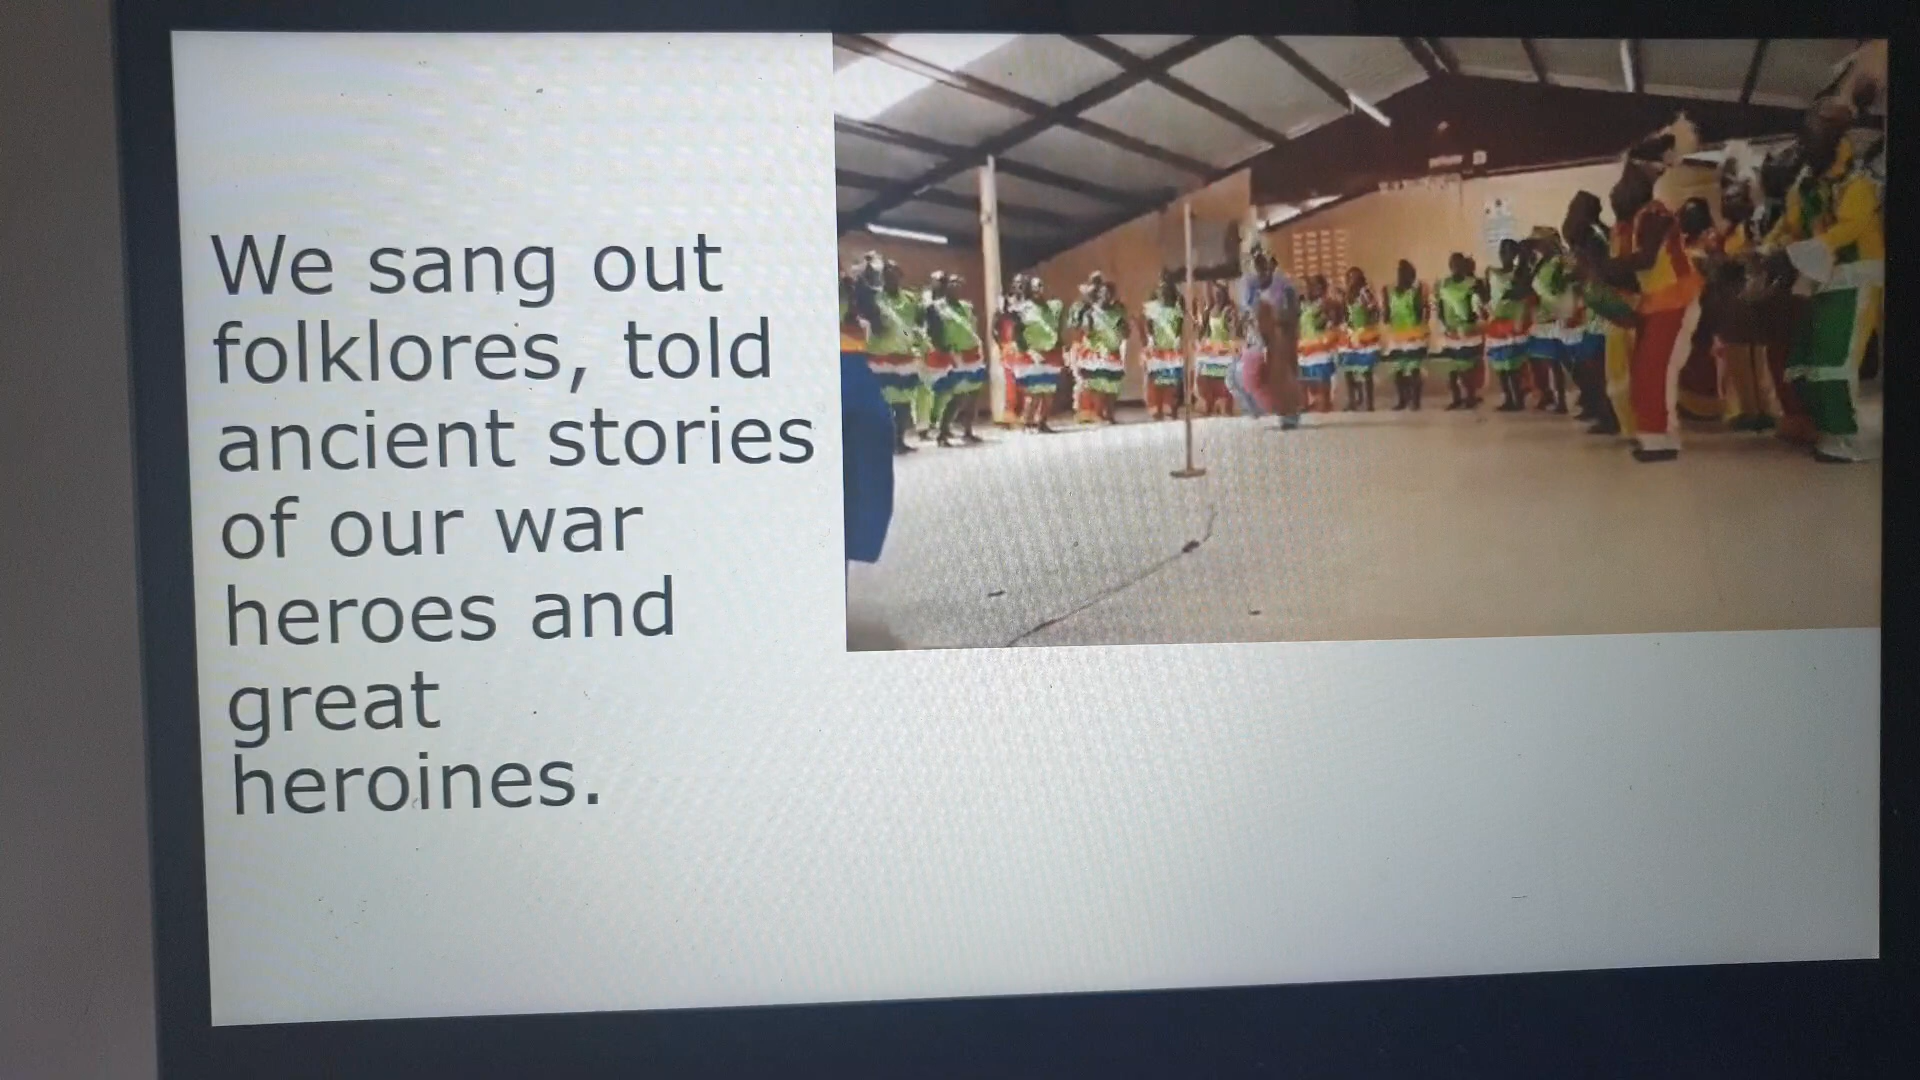 We sang out
folklores, told
ancient stories
of our war
heroes and
great
heroines.